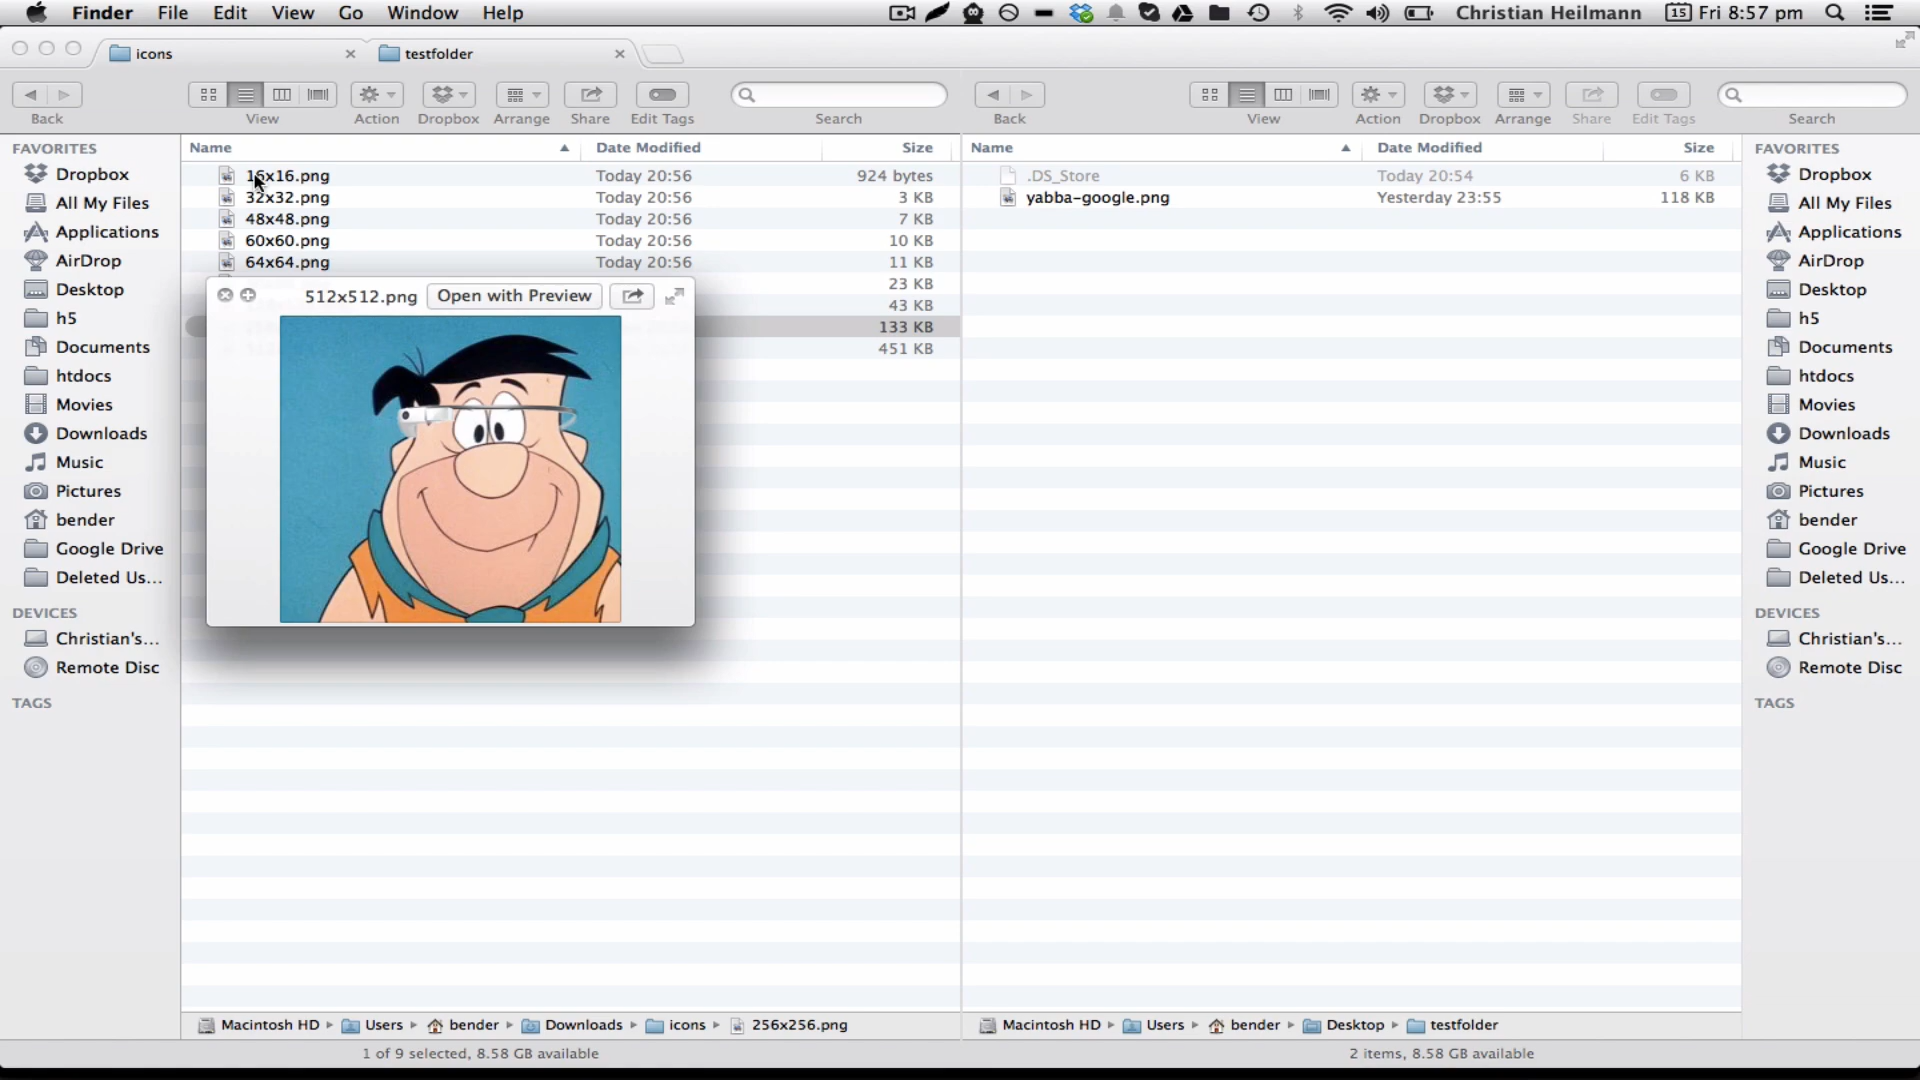 Finder File Edit View Go Window Help Christian Heilmann 15 Fri 8:57 pm
icons testfolder
Back View Action Dropbox Arrange Share Edit Tags Search Back View Action Dropbox Arrange Share Edit Tags Search
FAVORITES
Dropbox
All My Files
Applications
AirDrop
Desktop
h5
Documents
htdocs
Movies
Downloads
Music
Pictures
bender
Google Drive
Deleted Us...
DEVICES
Christian's...
Remote Disc
TAGS
Name Date Modified Size
16x16.png Today 20:56 924 bytes
32x32.png Today 20:56 3 KB
48x48.png Today 20:56 7 KB
60x60.png Today 20:56 10 KB
64x64.png Today 20:56 11 KB
23 KB
43 KB
133 KB
451 KB
512x512.png Open with Preview
Macintosh HD Users bender Downloads icons 256x256.png
1 of 9 selected, 8.58 GB available
Name Date Modified Size
.DS_Store Today 20:54 6 KB
yabba-google.png Yesterday 23:55 118 KB
Macintosh HD Users bender Desktop testfolder
2 items, 8.58 GB available
FAVORITES
Dropbox
All My Files
Applications
AirDrop
Desktop
h5
Documents
htdocs
Movies
Downloads
Music
Pictures
bender
Google Drive
Deleted Us...
DEVICES
Christian's...
Remote Disc
TAGS